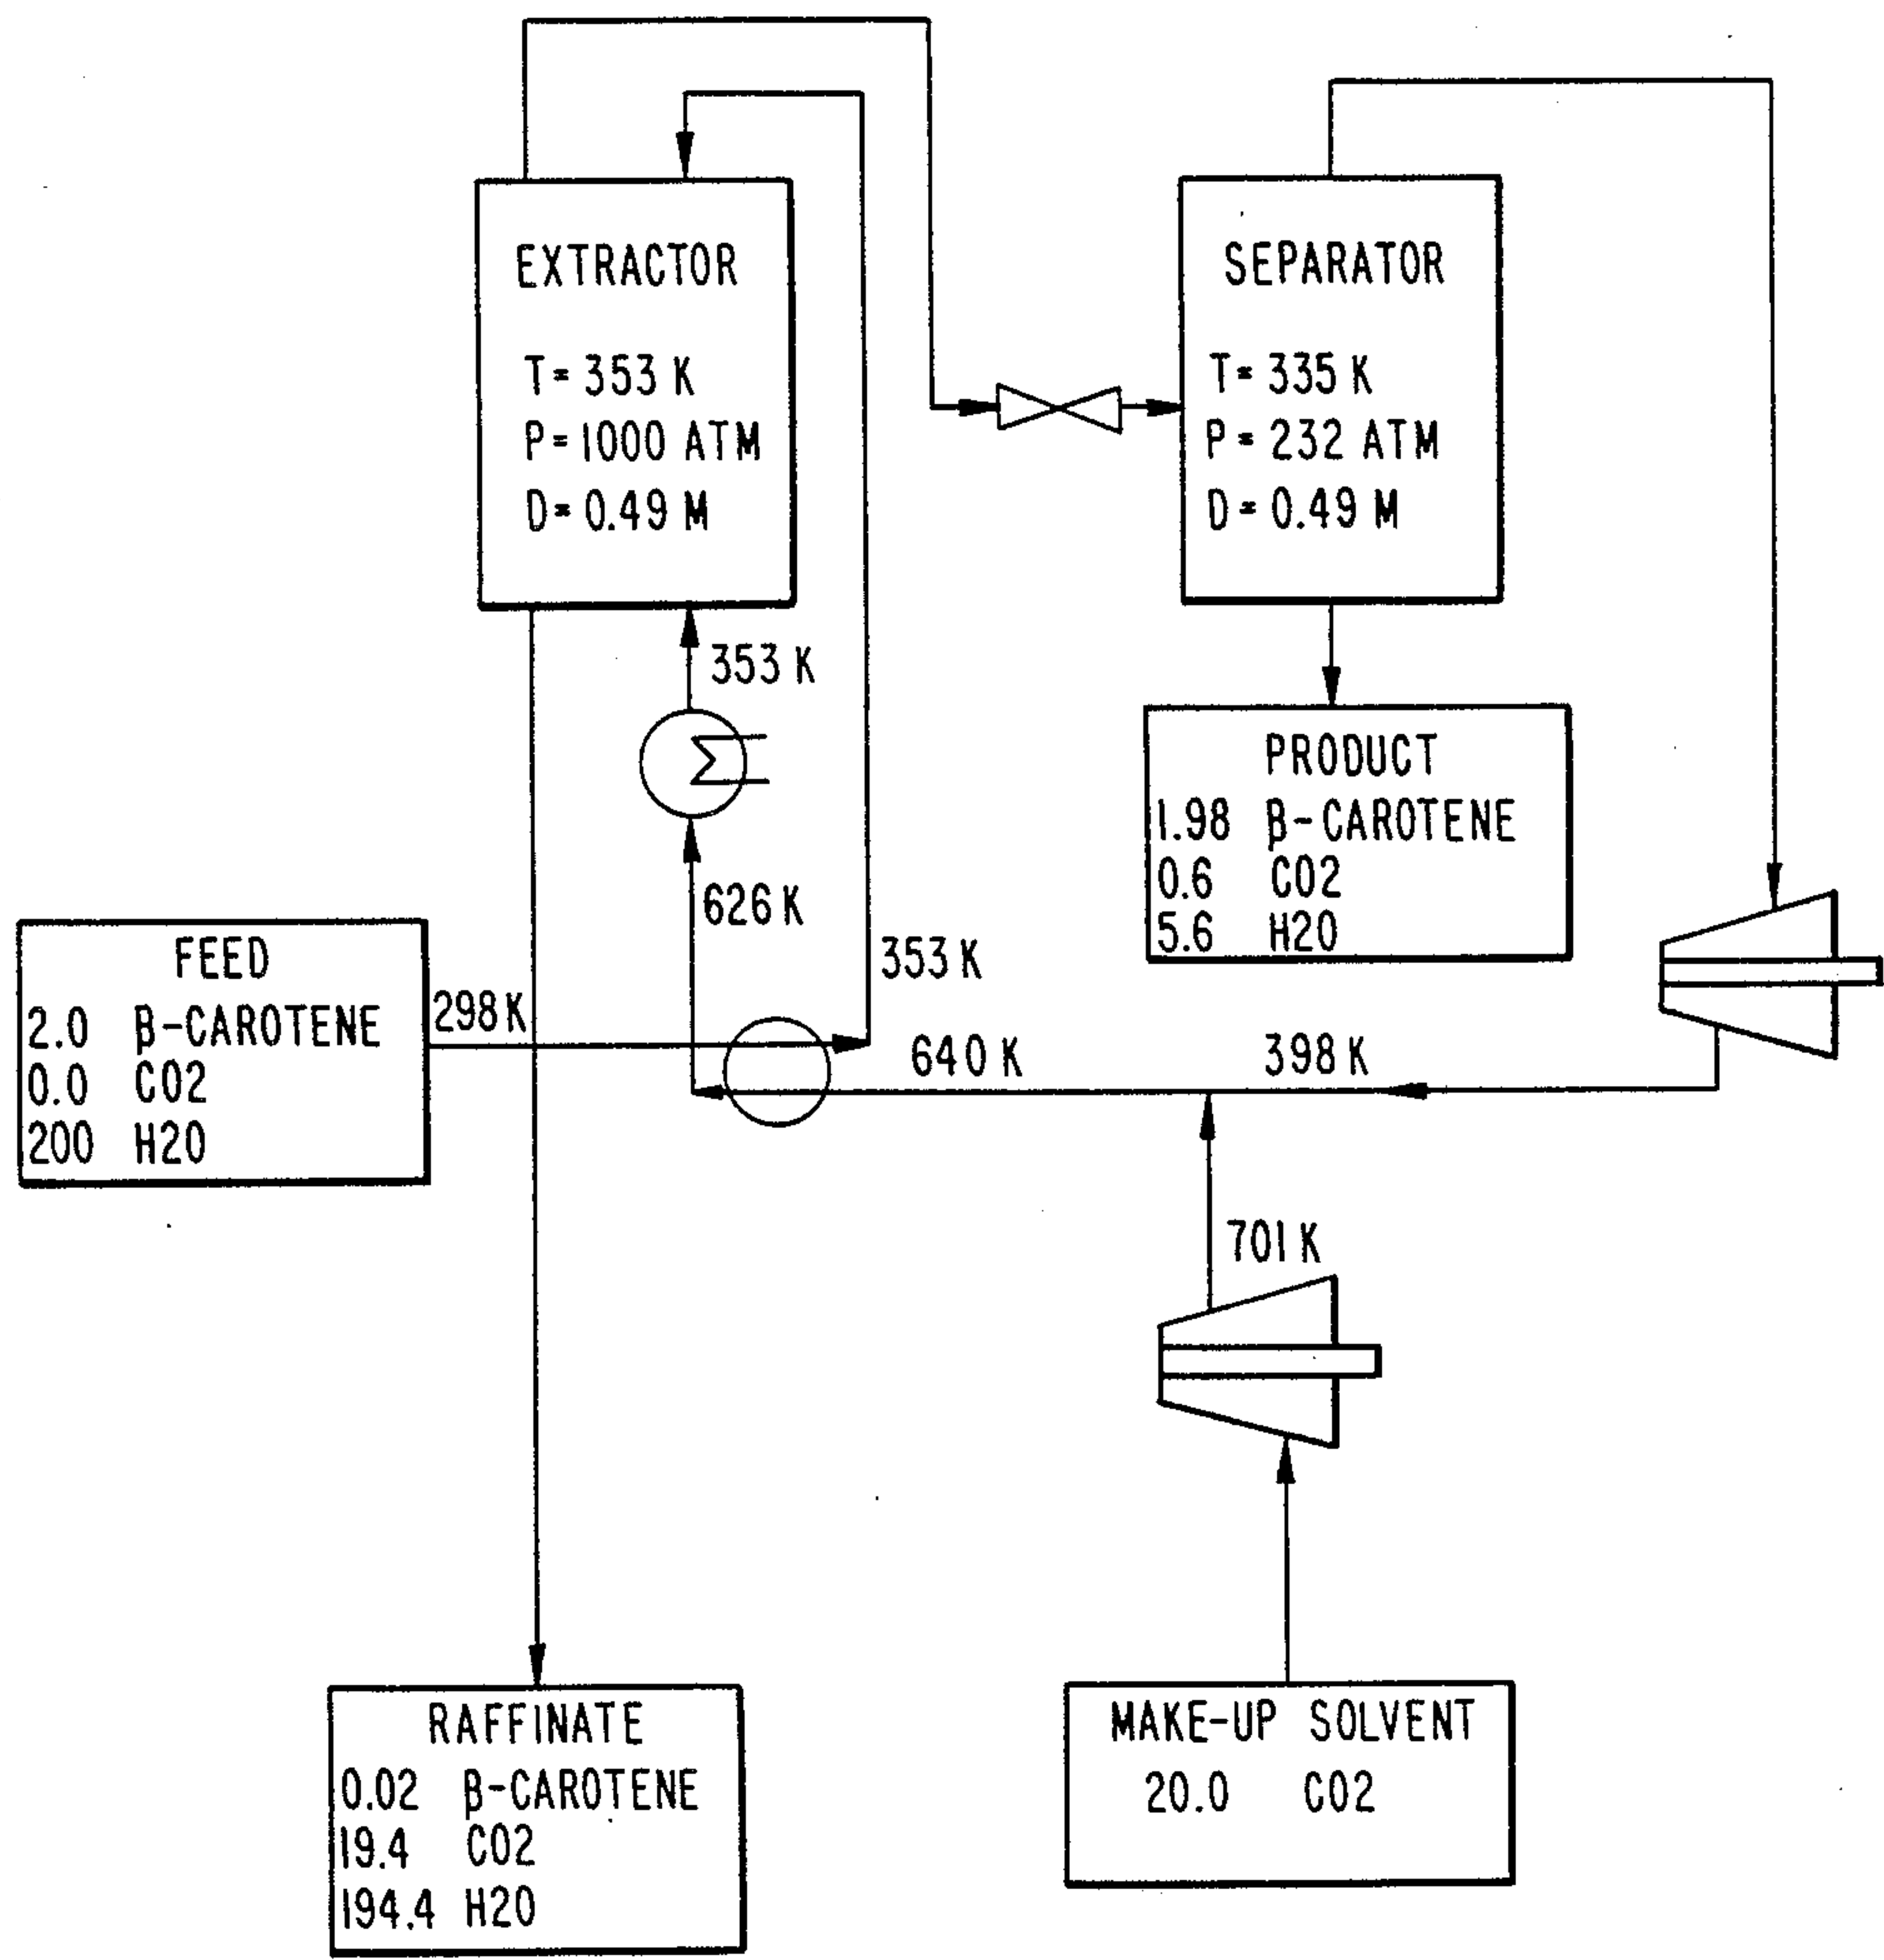 EXTRACTOR
T= 353 K
P= 1000 ATM
D= 0.49 M
SEPARATOR
T= 335 K
P= 232 ATM
D= 0.49 M
353 K
626 K
353 K
PRODUCT
1.98 β-CAROTENE
0.6 CO2
5.6 H2O
FEED
2.0 β-CAROTENE
0.0 CO2
200 H2O
298 K
640 K
398 K
701 K
RAFFINATE
0.02 β-CAROTENE
19.4 CO2
194.4 H2O
MAKE-UP SOLVENT
20.0 CO2